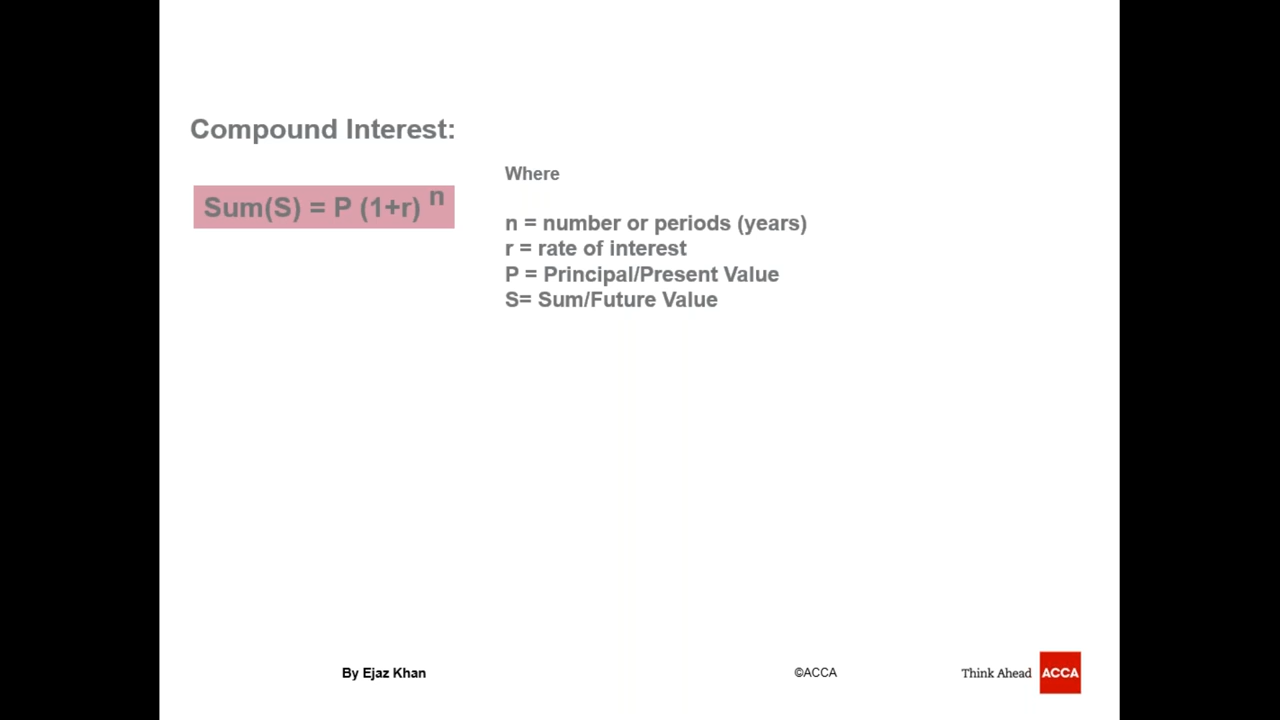 Compound Interest:
Sum(S) = P (1+r) n
Where
n = number or periods (years)
r = rate of interest
P = Principal/Present Value
S= Sum/Future Value
By Ejaz Khan
©ACCA
Think Ahead
ACCA